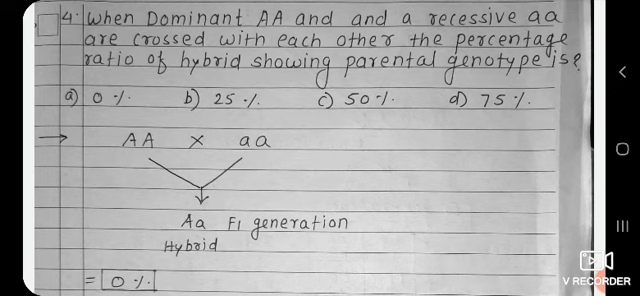 4. When Dominant AA and and a recessive aa
are crossed with each other the percentage
ratio of hybrid showing parental genotype is?
a) 0 %. b) 25 %. c) 50 %. d) 75 %.
→ AA × aa
Aa F1 generation
Hybrid
= 0 %.
V RECORDER